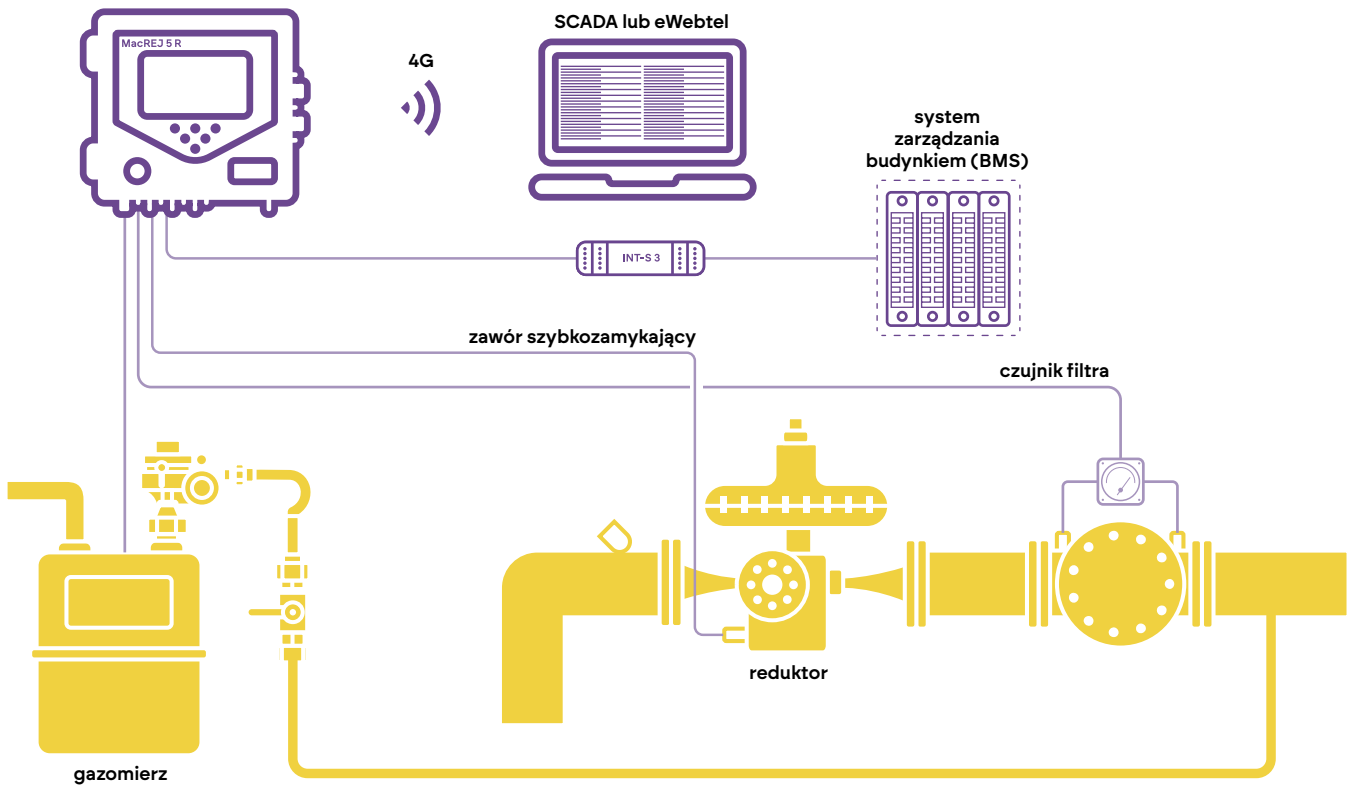 MacREJ 5 R
4G
SCADA lub eWebtel
system
zarządzania
budynkiem (BMS)
INT-S 3
zawór szybkozamykający
czujnik filtra
reduktor
gazomierz